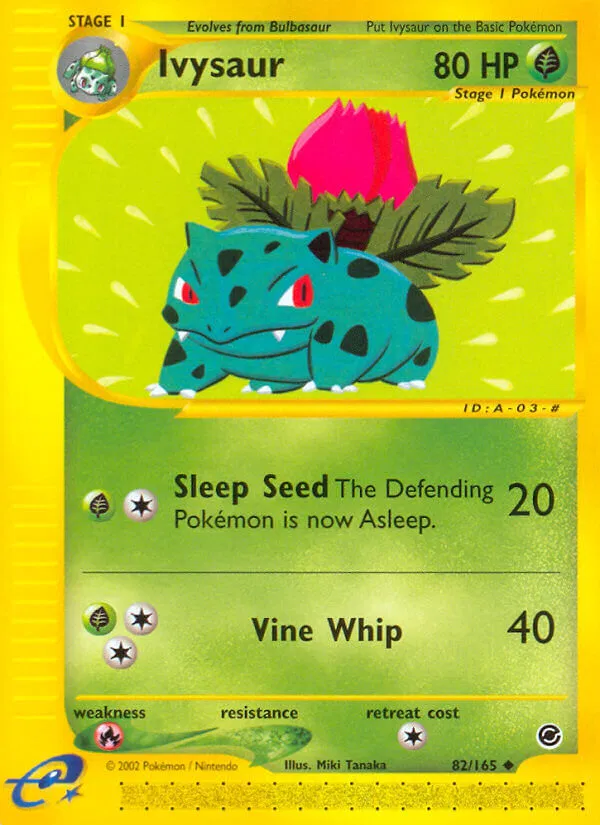 STAGE 1
Evolves from Bulbasaur
Put Ivysaur on the Basic Pokémon
Ivysaur
80 HP
Stage 1 Pokémon
ID:A-03-#
Sleep Seed The Defending
Pokémon is now Asleep.
20
Vine Whip
40
weakness
resistance
retreat cost
© 2002 Pokémon / Nintendo
Illus. Miki Tanaka
82/165
e